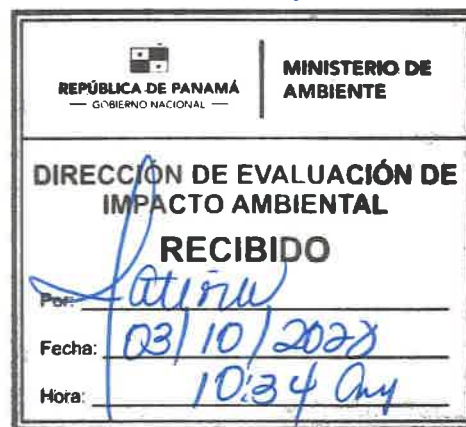 REPÚBLICA DE PANAMÁ
— GOBIERNO NACIONAL —
MINISTERIO DE
AMBIENTE
DIRECCIÓN DE EVALUACIÓN DE
IMPACTO AMBIENTAL
RECIBIDO
Por:
Fecha: 03/10/
Hora: 10:34 am